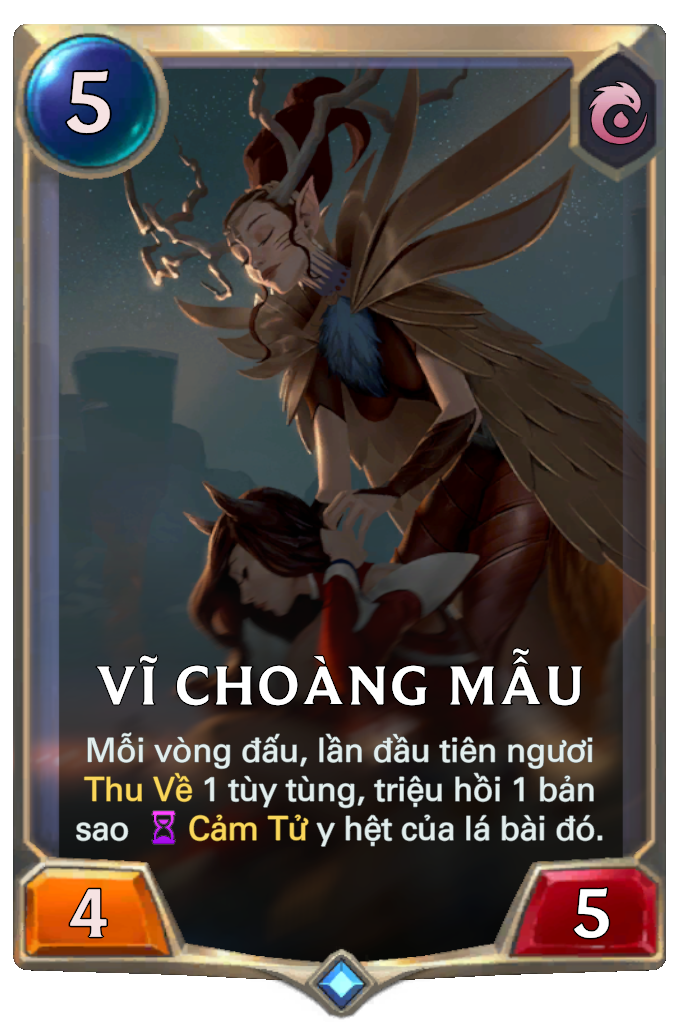 5
VĨ CHOÀNG MẪU
Mỗi vòng đấu, lần đầu tiên ngươi
Thu Về 1 tùy tùng, triệu hồi 1 bản
sao Cảm Tử y hệt của lá bài đó.
4
5